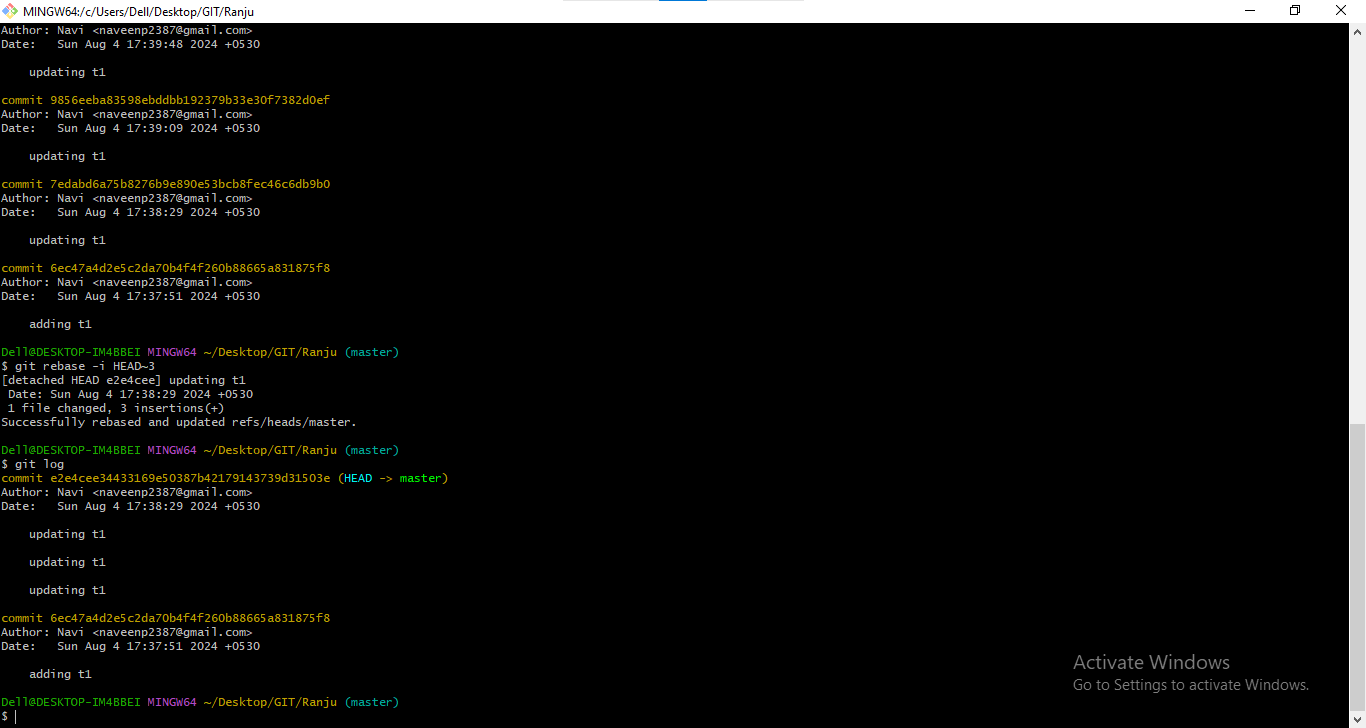 MINGW64:/c/Users/Dell/Desktop/GIT/Ranju
Author: Navi <naveenp2387@gmail.com>
Date:   Sun Aug 4 17:39:48 2024 +0530
updating t1
commit 9856eeba83598ebddbb192379b33e30f7382d0ef
Author: Navi <naveenp2387@gmail.com>
Date:   Sun Aug 4 17:39:09 2024 +0530
updating t1
commit 7edabd6a75b8276b9e890e53bcb8fec46c6db9b0
Author: Navi <naveenp2387@gmail.com>
Date:   Sun Aug 4 17:38:29 2024 +0530
updating t1
commit 6ec47a4d2e5c2da70b4f4f260b88665a831875f8
Author: Navi <naveenp2387@gmail.com>
Date:   Sun Aug 4 17:37:51 2024 +0530
adding t1
Dell@DESKTOP-IM4BBEI MINGW64 ~/Desktop/GIT/Ranju (master)
$ git rebase -i HEAD~3
[detached HEAD e2e4cee] updating t1
Date: Sun Aug 4 17:38:29 2024 +0530
1 file changed, 3 insertions(+)
Successfully rebased and updated refs/heads/master.
Dell@DESKTOP-IM4BBEI MINGW64 ~/Desktop/GIT/Ranju (master)
$ git log
commit e2e4cee34433169e50387b42179143739d31503e (HEAD -> master)
Author: Navi <naveenp2387@gmail.com>
Date:   Sun Aug 4 17:38:29 2024 +0530
updating t1
updating t1
updating t1
commit 6ec47a4d2e5c2da70b4f4f260b88665a831875f8
Author: Navi <naveenp2387@gmail.com>
Date:   Sun Aug 4 17:37:51 2024 +0530
adding t1
Dell@DESKTOP-IM4BBEI MINGW64 ~/Desktop/GIT/Ranju (master)
$
Activate Windows
Go to Settings to activate Windows.